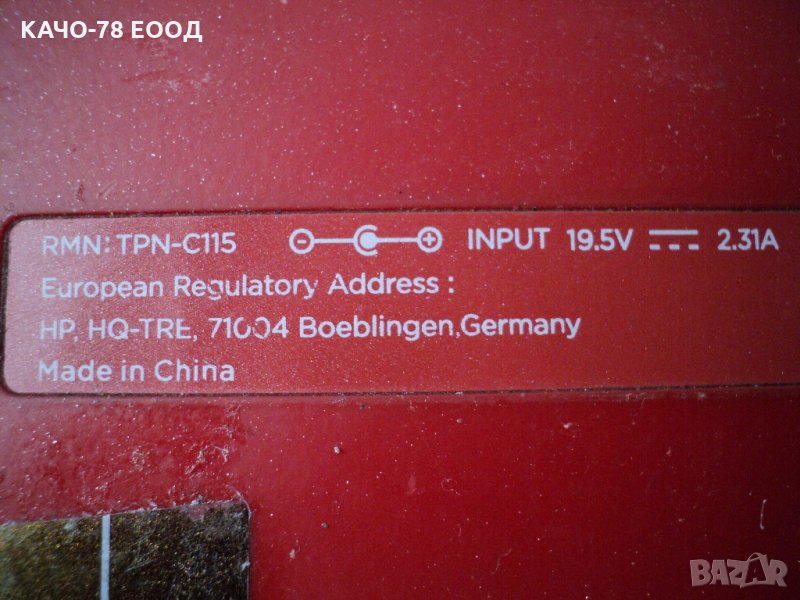 КАЧО-78 ЕООД
RMN: TPN-C115 INPUT 19.5V 2.31A
European Regulatory Address :
HP, HQ-TRE, 71004 Boeblingen,Germany
Made in China
BAZAR